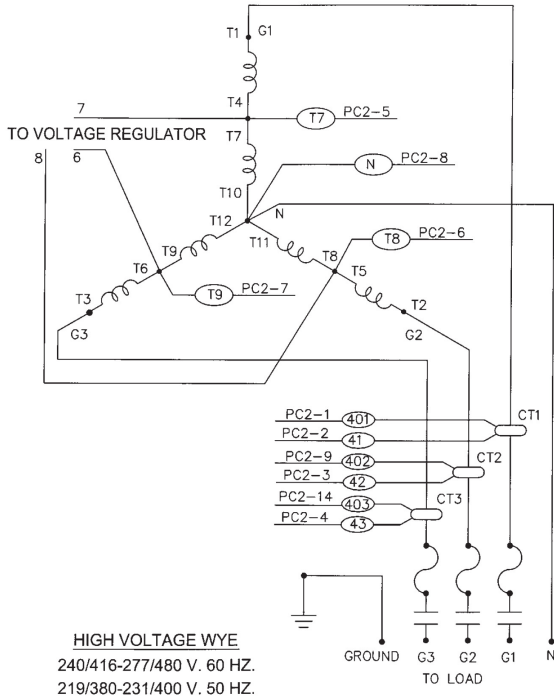 T1 G1
T4
7
T7 PC2-5
TO VOLTAGE REGULATOR
T7
8 6
N PC2-8
T10
T12 N
T11
T8 PC2-6
T9
T8
T6 T5
T9 PC2-7
T3
T2
G3
G2
CT1
PC2-1 401
PC2-2 41
CT2
PC2-9 402
PC2-3 42
CT3
PC2-14 403
PC2-4 43
GROUND G3 G2 G1 N
TO LOAD
HIGH VOLTAGE WYE
240/416-277/480 V. 60 HZ.
219/380-231/400 V. 50 HZ.